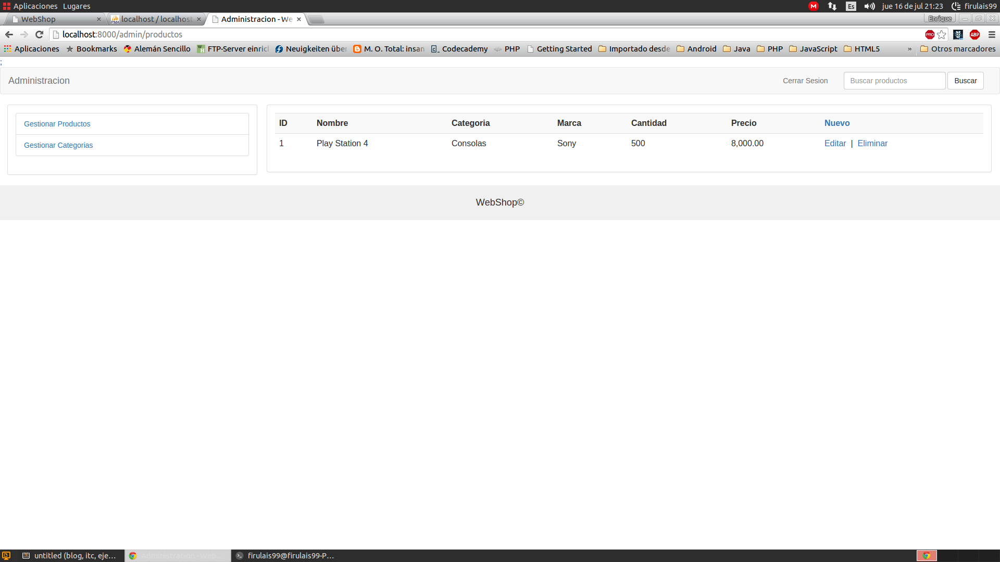 Aplicaciones Lugares Es jue 16 de jul 21:23 firulais99
WebShop localhost / localhost Administracion - We Enrique
localhost:8000/admin/productos
Aplicaciones Bookmarks Alemán Sencillo FTP-Server einric Neuigkeiten über M. O. Total: insan Codecademy PHP Getting Started Importado desde Android Java PHP JavaScript HTML5 » Otros marcadores
;
Administracion Cerrar Sesion Buscar productos Buscar
Gestionar Productos
Gestionar Categorias
ID Nombre Categoria Marca Cantidad Precio Nuevo
1 Play Station 4 Consolas Sony 500 8,000.00 Editar | Eliminar
WebShop©
untitled (blog, itc, eje... Administracion - Web... firulais99@firulais99-P...